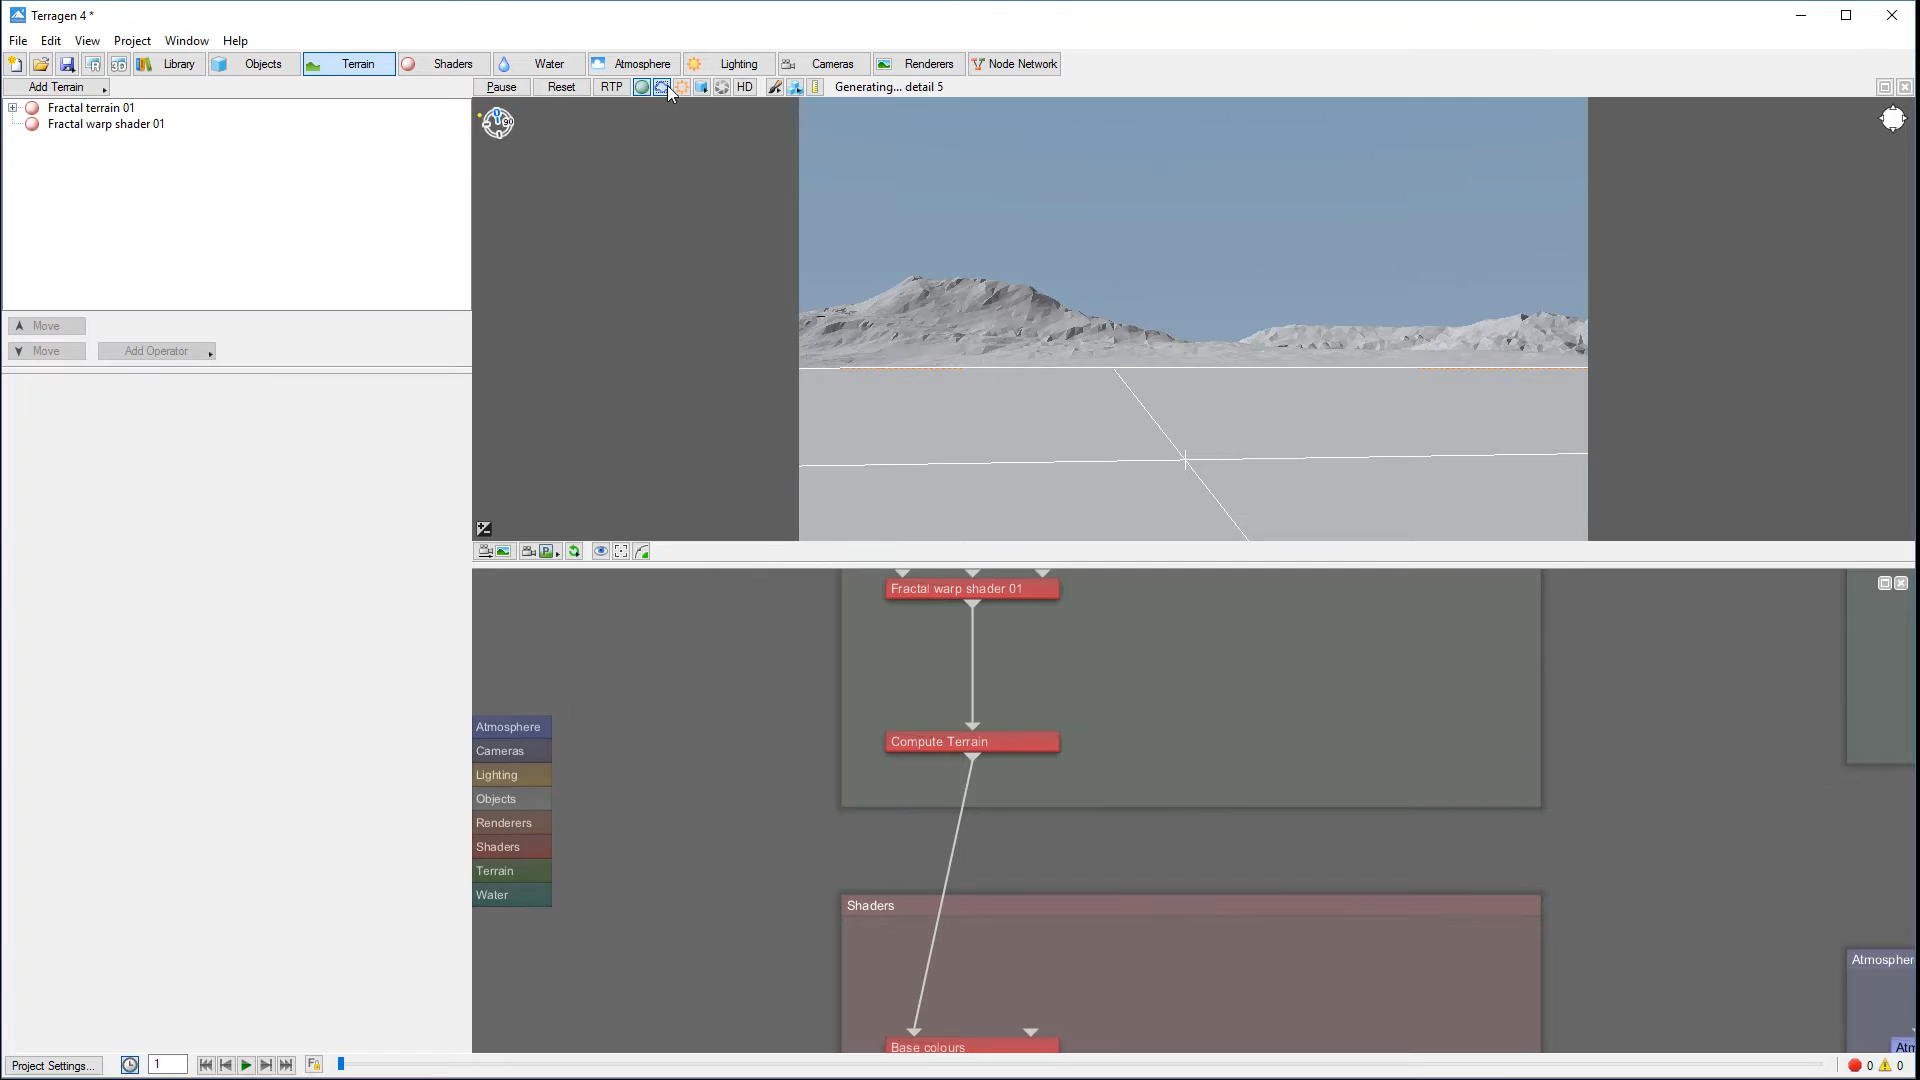 Terragen 4 *
File Edit View Project Window Help
Library Objects Terrain Shaders Water Atmosphere Lighting Cameras Renderers Node Network
Add Terrain Pause Reset RTP HD Generating... detail 5
Fractal terrain 01
Fractal warp shader 01
90
Move
Move Add Operator
Fractal warp shader 01
Compute Terrain
Atmosphere
Cameras
Lighting
Objects
Renderers
Shaders
Terrain
Water
Shaders
Atmospher
Base colours
Atm
Project Settings... 1 0 0